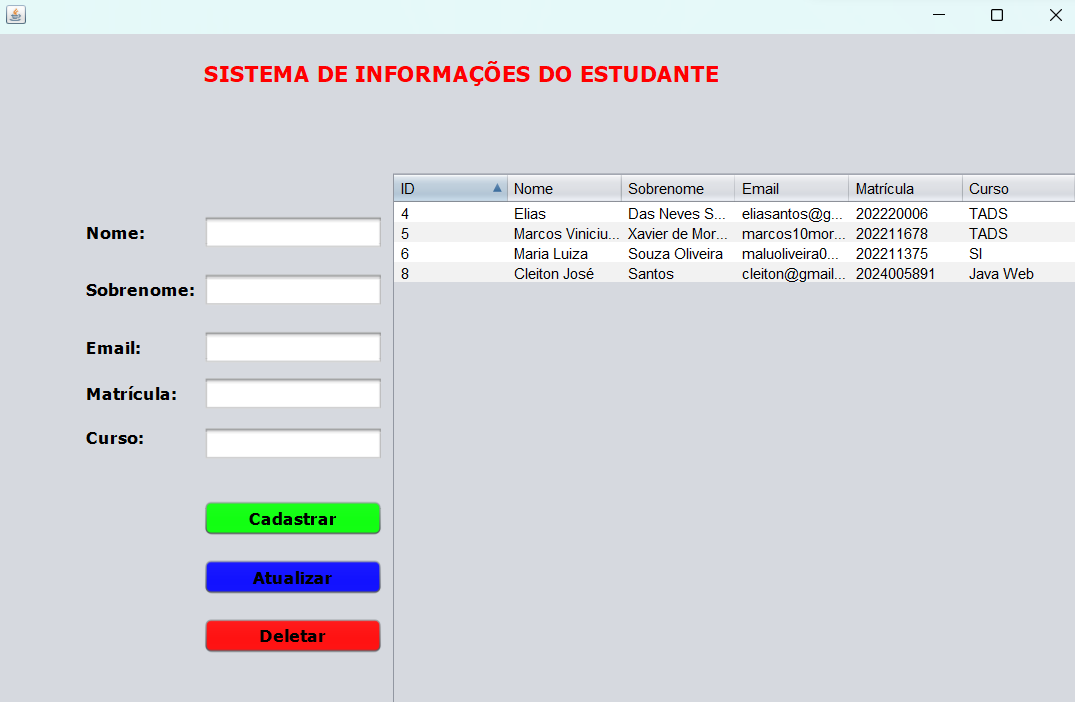 SISTEMA DE INFORMAÇÕES DO ESTUDANTE
ID Nome Sobrenome Email Matrícula Curso
4 Elias Das Neves S... eliasantos@g... 202220006 TADS
5 Marcos Viniciu... Xavier de Mor... marcos10mor... 202211678 TADS
6 Maria Luiza Souza Oliveira maluoliveira0... 202211375 SI
8 Cleiton José Santos cleiton@gmail... 2024005891 Java Web
Nome:
Sobrenome:
Email:
Matrícula:
Curso:
Cadastrar
Atualizar
Deletar